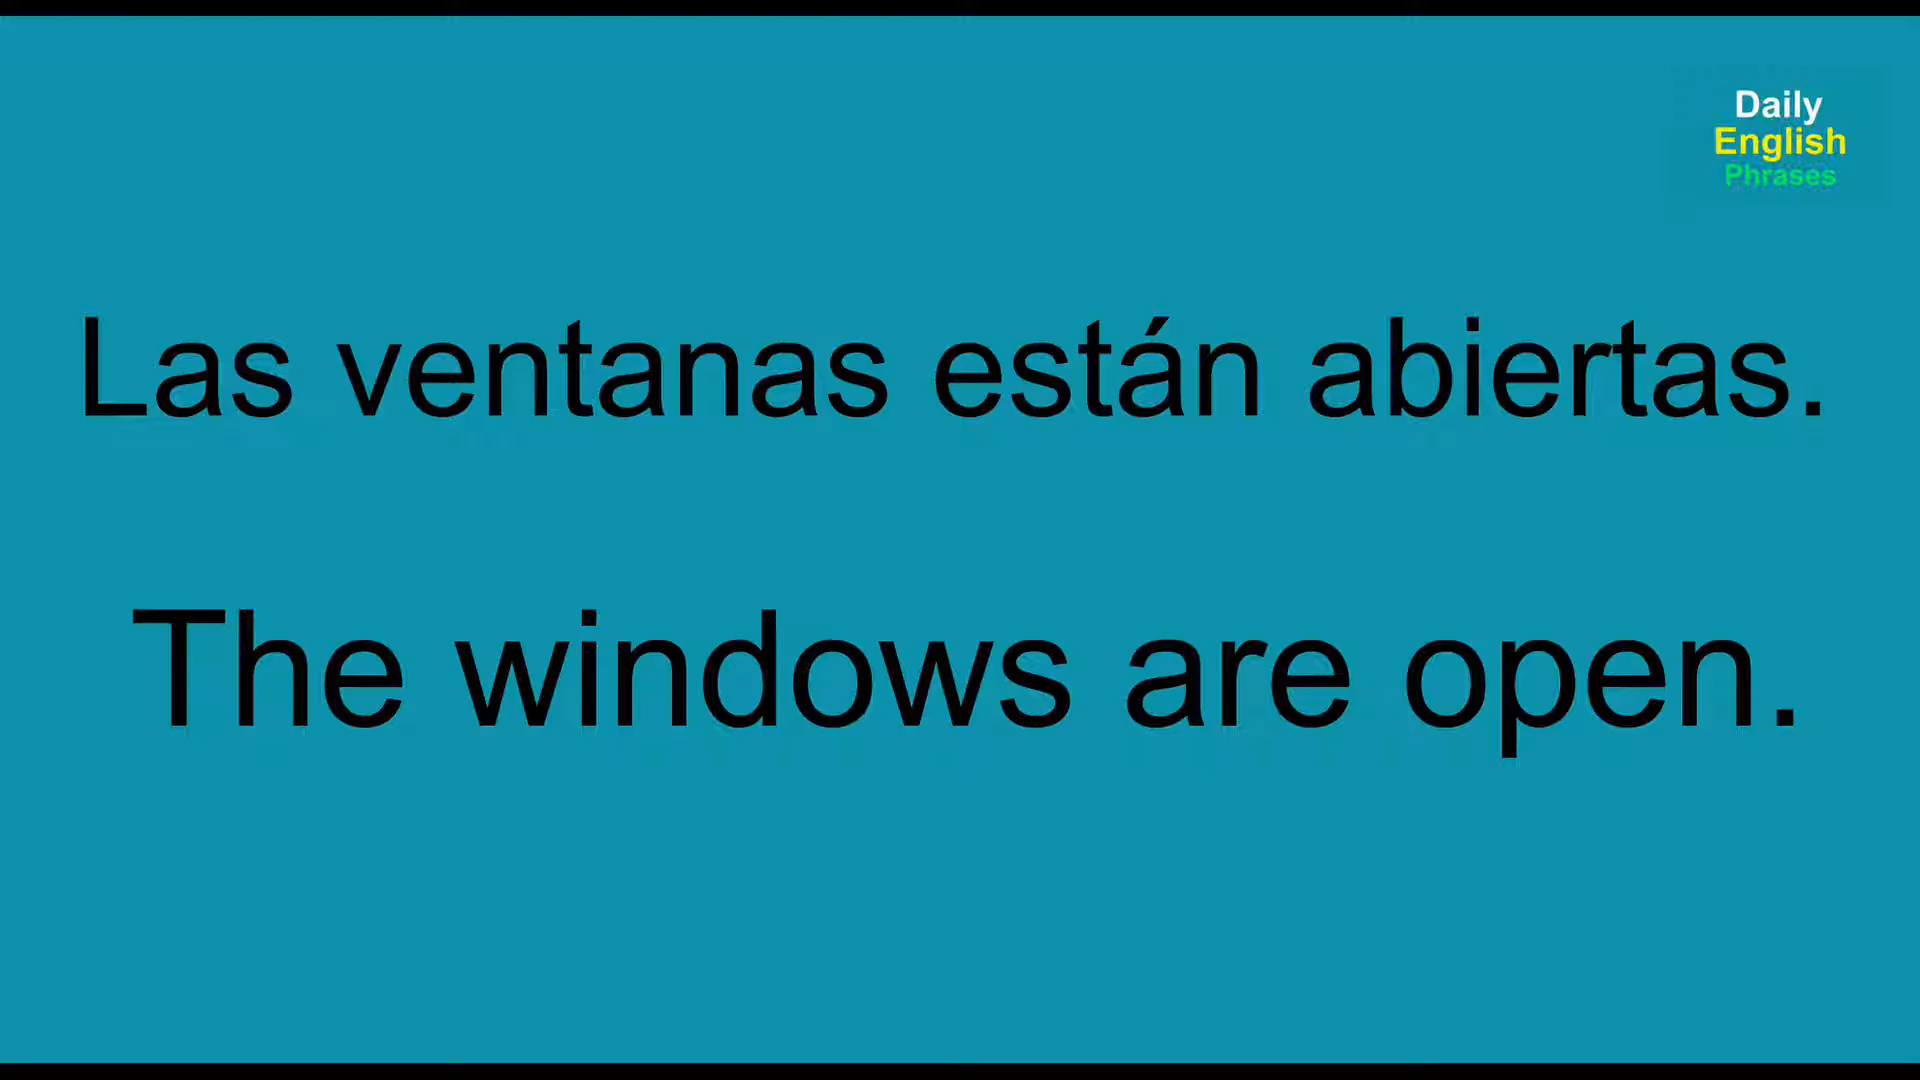 Daily
English
Phrases
Las ventanas están abiertas.
The windows are open.